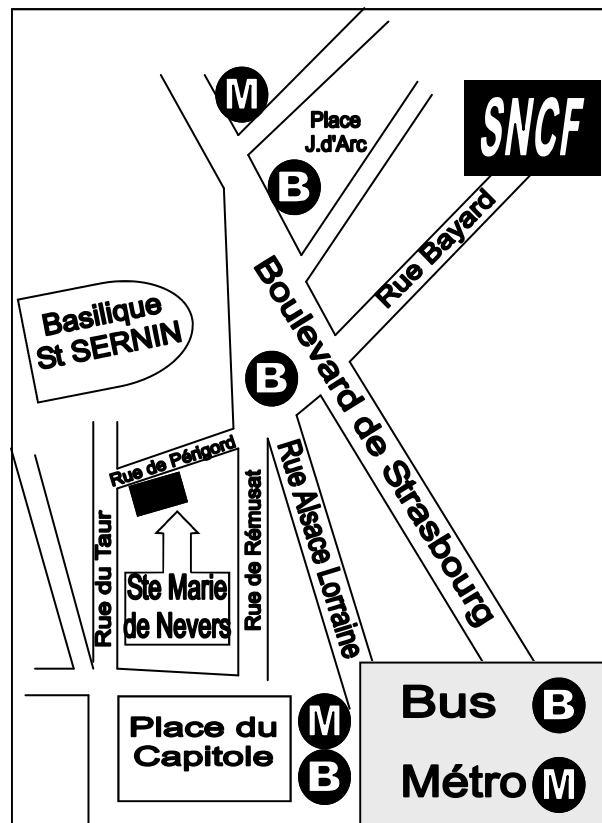 M
Place
J.d'Arc
SNCF
B
Rue Bayard
Boulevard de Strasbourg
Basilique
St SERNIN
B
Rue de Périgord
Rue du Taur
Rue de Rémusat
Rue Alsace Lorraine
Ste Marie
de Nevers
Place du
Capitole
M
B
Bus B
Métro M